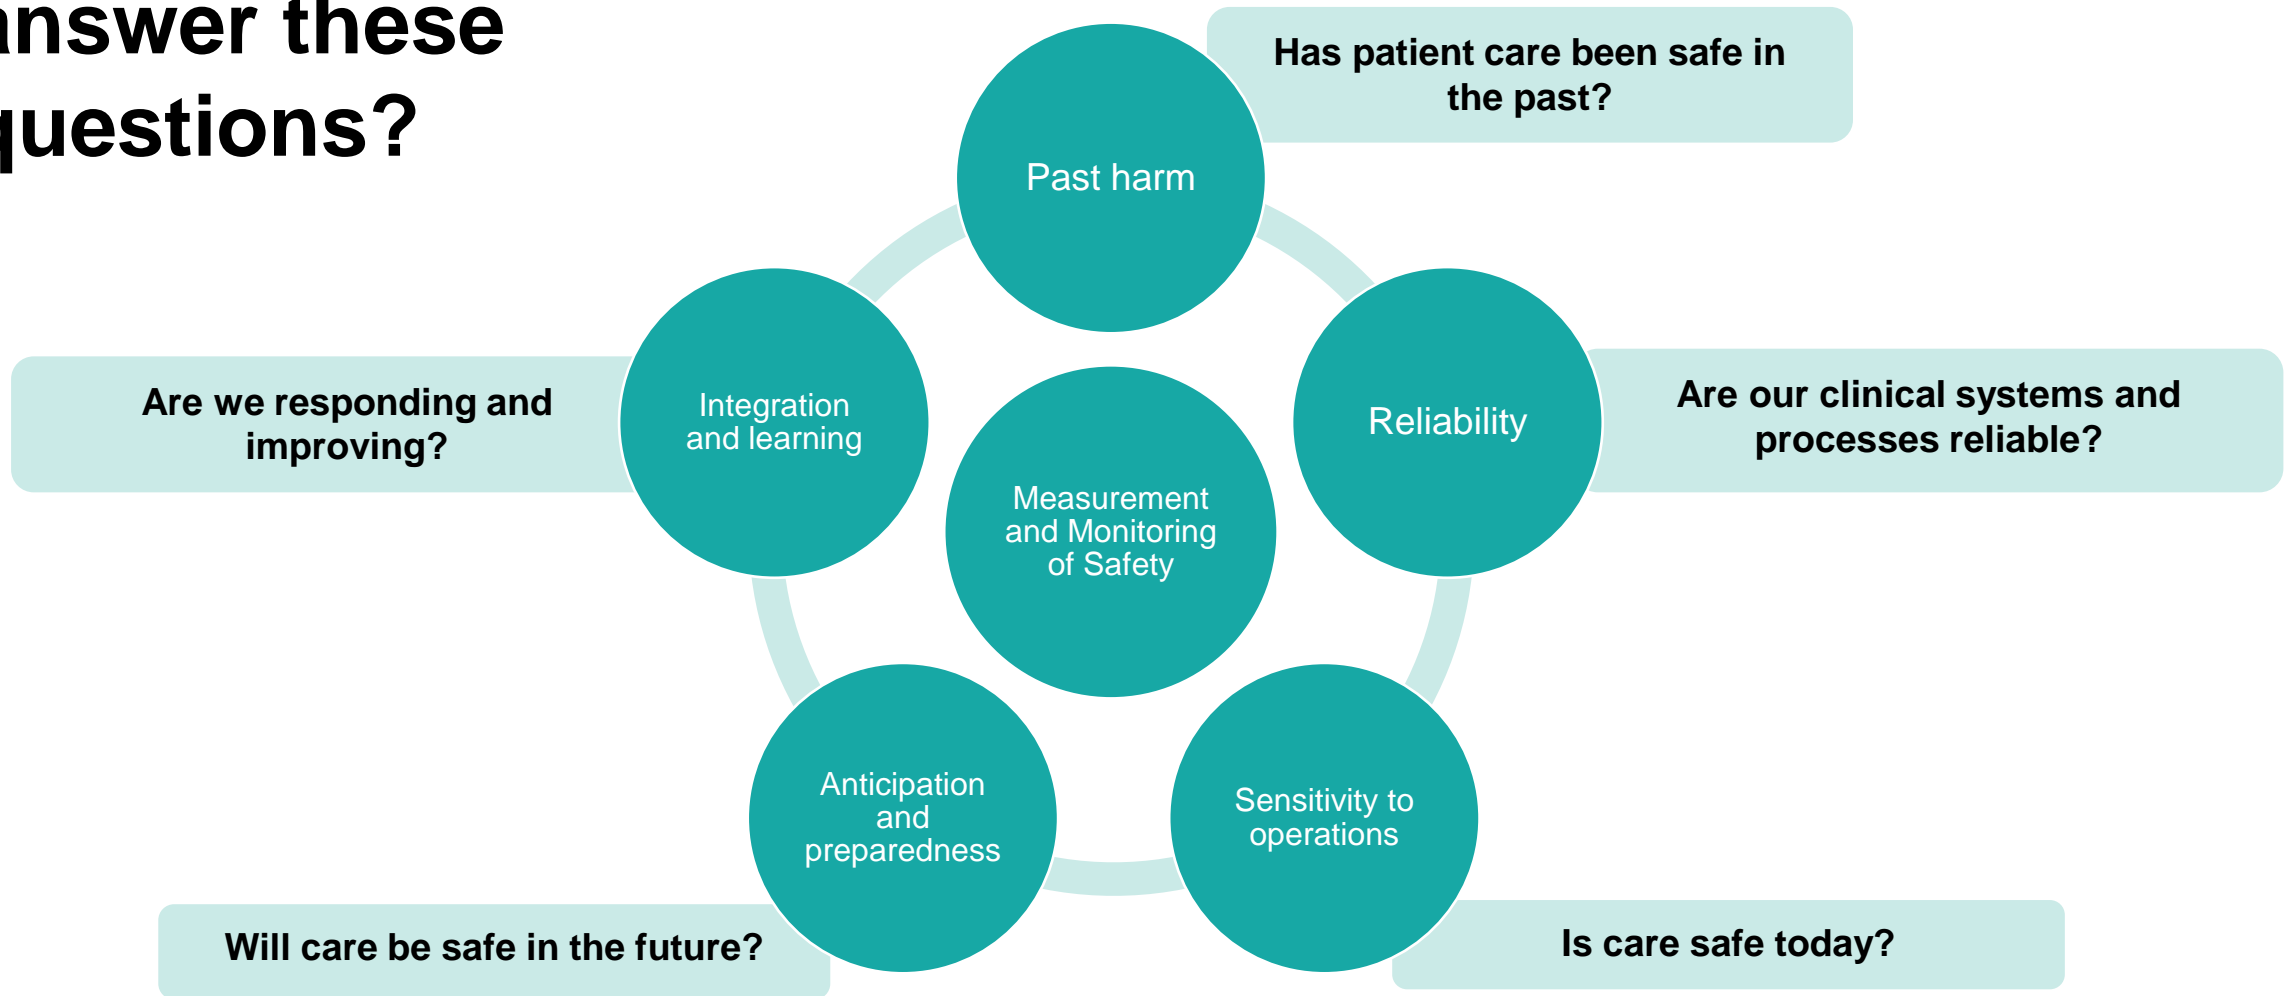 answer these
questions?
Has patient care been safe in
the past?
Past harm
Are our clinical systems and
processes reliable?
Reliability
Is care safe today?
Sensitivity to
operations
Will care be safe in the future?
Anticipation
and
preparedness
Are we responding and
improving?
Integration
and learning
Measurement
and Monitoring
of Safety